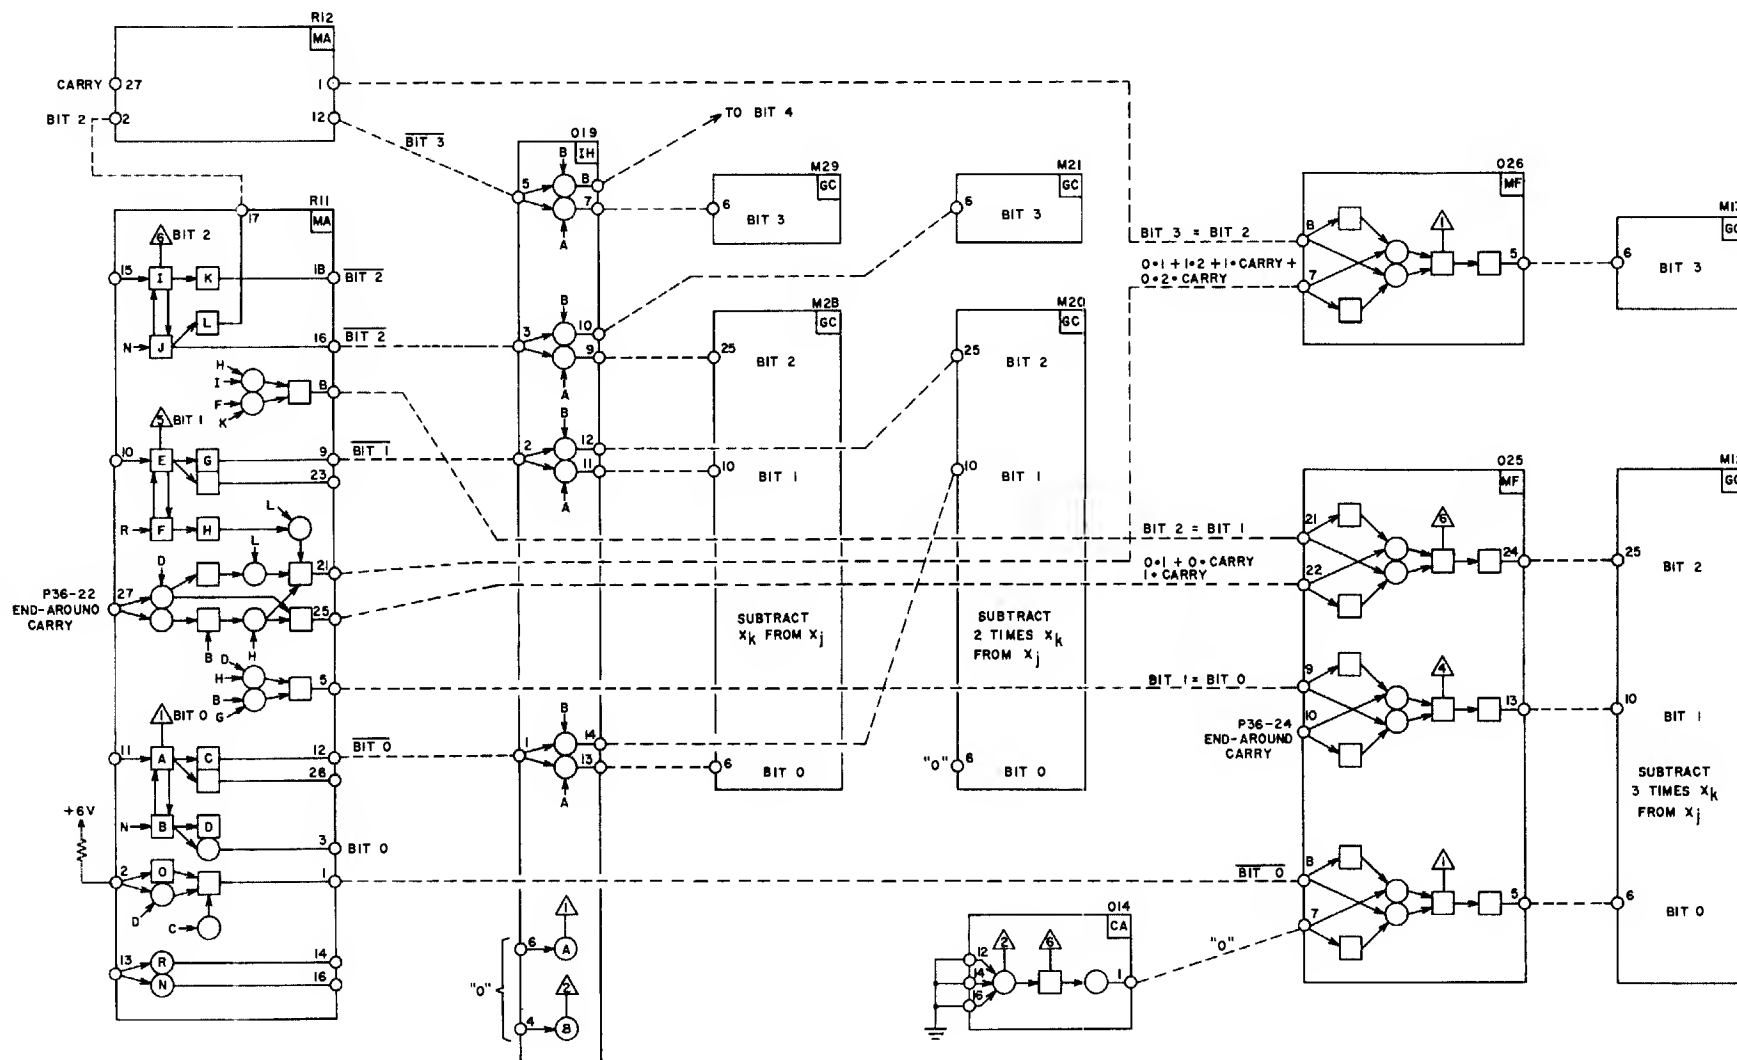 R12
MA
CARRY 27
1
BIT 2 2
12
BIT 3
TO BIT 4
O19
IH
B
5
8
7
A
M29
GC
6
BIT 3
M21
GC
6
BIT 3
O26
MF
BIT 3 = BIT 2
8
0•1 + 1•2 + 1•CARRY +
0•2•CARRY
7
1
5
GC
6
BIT 3
R11
MA
17
6
BIT 2
15
I
K
18
BIT 2
L
N
J
16
BIT 2
H
I
F
K
8
5
BIT 1
10
E
G
9
BIT 1
23
R
F
H
L
D
L
21
P36-22
END-AROUND
CARRY
27
25
B
H
D
H
B
G
5
1
BIT 0
11
A
C
12
BIT 0
26
+6V
N
B
D
3
BIT 0
2
O
1
D
C
13
R
14
N
16
B
3
10
9
A
B
2
12
11
A
B
1
14
13
A
"0"
6
A
1
4
B
2
M28
GC
25
BIT 2
10
BIT 1
SUBTRACT
Xk FROM Xj
6
BIT 0
M20
GC
25
BIT 2
10
BIT 1
SUBTRACT
2 TIMES Xk
FROM Xj
"0"
6
BIT 0
O14
CA
12
14
16
2
6
1
"0"
O25
MF
BIT 2 = BIT 1
21
0•1 + 0•CARRY
1•CARRY
22
6
24
BIT 1 = BIT 0
9
10
P36-24
END-AROUND
CARRY
4
13
BIT 0
8
7
1
5
25
BIT 2
10
BIT 1
SUBTRACT
3 TIMES Xk
FROM Xj
6
BIT 0